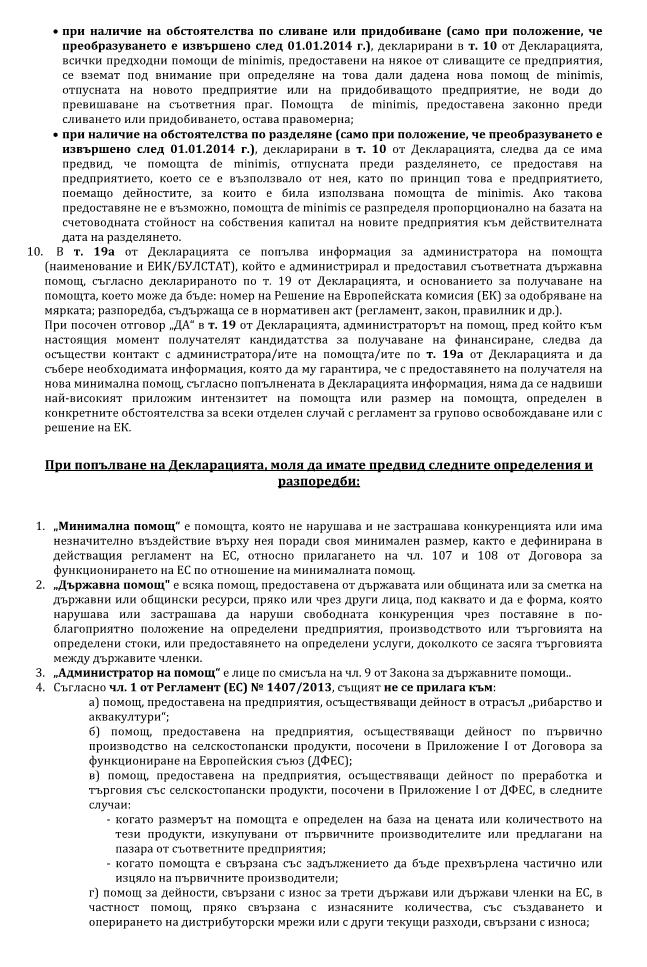 • при наличие на обстоятелства по сливане или придобиване (само при положение, че
преобразуването е извършено след 01.01.2014 г.), декларирани в т. 10 от Декларацията,
всички предходни помощи de minimis, предоставени на някое от сливащите се предприятия,
се вземат под внимание при определяне на това дали дадена нова помощ de minimis,
отпусната на новото предприятие или на придобиващото предприятие, не води до
превишаване на съответния праг. Помощта de minimis, предоставена законно преди
сливането или придобиването, остава правомерна;
• при наличие на обстоятелства по разделяне (само при положение, че преобразуването е
извършено след 01.01.2014 г.), декларирани в т. 10 от Декларацията, следва да се има
предвид, че помощта de minimis, отпусната преди разделянето, се предоставя на
предприятието, което се е възползвало от нея, като по принцип това е предприятието,
поемащо дейностите, за които е била използвана помощта de minimis. Ако такова
предоставяне не е възможно, помощта de minimis се разпределя пропорционално на базата на
счетоводната стойност на собствения капитал на новите предприятия към действителната
дата на разделянето.
10. В т. 19а от Декларацията се попълва информация за администратора на помощта
(наименование и ЕИК/БУЛСТАТ), който е администрирал и предоставил съответната държавна
помощ, съгласно декларираното по т. 19 от Декларацията, и основанието за получаване на
помощта, което може да бъде: номер на Решение на Европейската комисия (ЕК) за одобряване на
мярката; разпоредба, съдържаща се в нормативен акт (регламент, закон, правилник и др.).
При посочен отговор „ДА“ в т. 19 от Декларацията, администраторът на помощ, пред който към
настоящия момент получателят кандидатства за получаване на финансиране, следва да
осъществи контакт с администратора/ите на помощта/ите по т. 19а от Декларацията и да
събере необходимата информация, която да му гарантира, че с предоставянето на получателя на
нова минимална помощ, съгласно попълнената в Декларацията информация, няма да се надвиши
най-високият приложим интензитет на помощта или размер на помощта, определен в
конкретните обстоятелства за всеки отделен случай с регламент за групово освобождаване или с
решение на ЕК.
При попълване на Декларацията, моля да имате предвид следните определения и
разпоредби:
1. „Минимална помощ“ е помощта, която не нарушава и не застрашава конкуренцията или има
незначително въздействие върху нея поради своя минимален размер, както е дефинирана в
действащия регламент на ЕС, относно прилагането на чл. 107 и 108 от Договора за
функционирането на ЕС по отношение на минималната помощ.
2. „Държавна помощ" е всяка помощ, предоставена от държавата или общината или за сметка на
държавни или общински ресурси, пряко или чрез други лица, под каквато и да е форма, която
нарушава или застрашава да наруши свободната конкуренция чрез поставяне в по-
благоприятно положение на определени предприятия, производството или търговията на
определени стоки, или предоставянето на определени услуги, доколкото се засяга търговията
между държавите членки.
3. „Администратор на помощ“ е лице по смисъла на чл. 9 от Закона за държавните помощи..
4. Съгласно чл. 1 от Регламент (ЕС) № 1407/2013, същият не се прилага към:
а) помощ, предоставена на предприятия, осъществяващи дейност в отрасъл „рибарство и
аквакултури“;
б) помощ, предоставена на предприятия, осъществяващи дейност по първично
производство на селскостопански продукти, посочени в Приложение I от Договора за
функциониране на Европейския съюз (ДФЕС);
в) помощ, предоставена на предприятия, осъществяващи дейност по преработка и
търговия със селскостопански продукти, посочени в Приложение I от ДФЕС, в следните
случаи:
- когато размерът на помощта е определен на база на цената или количеството на
тези продукти, изкупувани от първичните производители или предлагани на
пазара от съответните предприятия;
- когато помощта е свързана със задължението да бъде прехвърлена частично или
изцяло на първичните производители;
г) помощ за дейности, свързани с износ за трети държави или държави членки на ЕС, в
частност помощ, пряко свързана с изнасяните количества, със създаването и
оперирането на дистрибуторски мрежи или с други текущи разходи, свързани с износа;